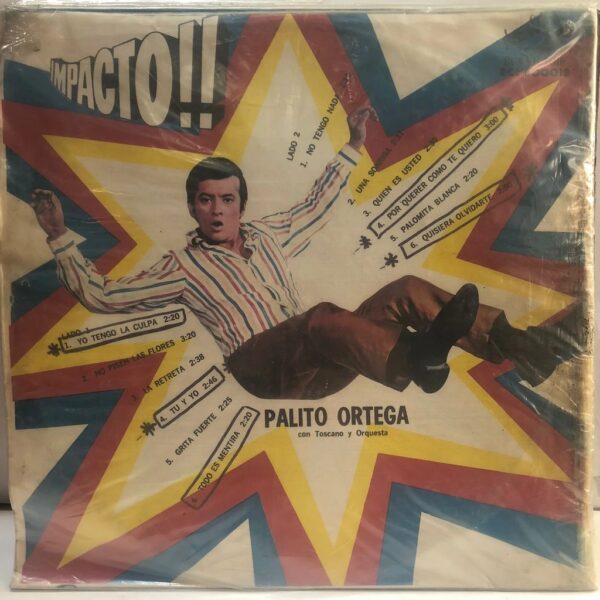 IMPACTO!!
LADO 2
1. NO TENGO NADA
2. UNA SONRISA
3. QUIEN ES USTED
4. POR QUERER COMO TE QUIERO 3:00
5. PALOMITA BLANCA 2:20
6. QUISIERA OLVIDARTE
LADO 1
1. YO TENGO LA CULPA 2:20
2. NO PISEN LAS FLORES 3:20
3. LA RETRETA 2:38
4. TU Y YO 2:46
5. GRITA FUERTE 2:25
6. TODO ES MENTIRA 2:20
PALITO ORTEGA
con Toscano y Orquesta